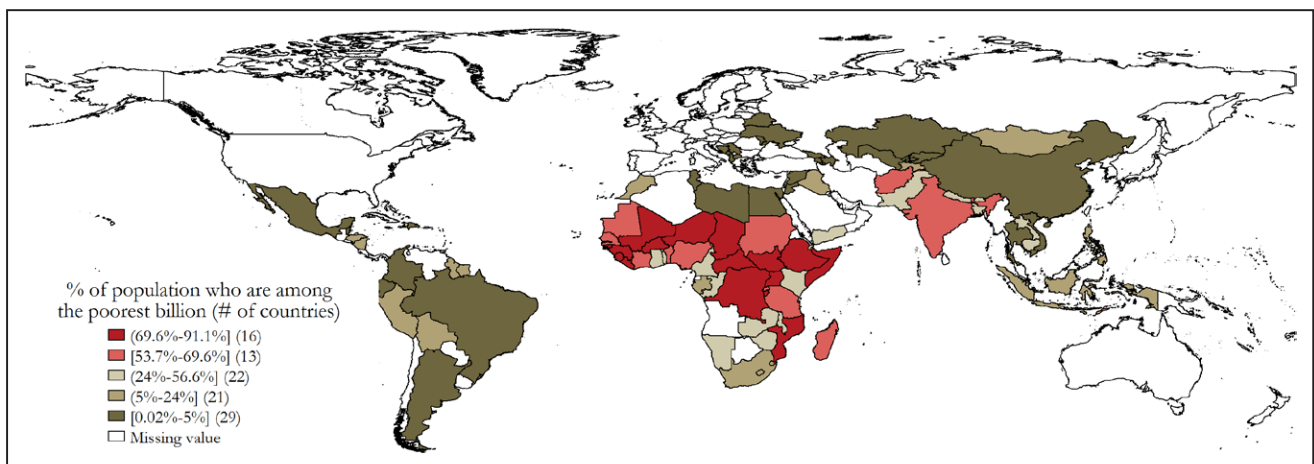 % of population who are among
the poorest billion (# of countries)
(69.6%-91.1%] (16)
[53.7%-69.6%] (13)
(24%-56.6%] (22)
(5%-24%] (21)
[0.02%-5%] (29)
Missing value